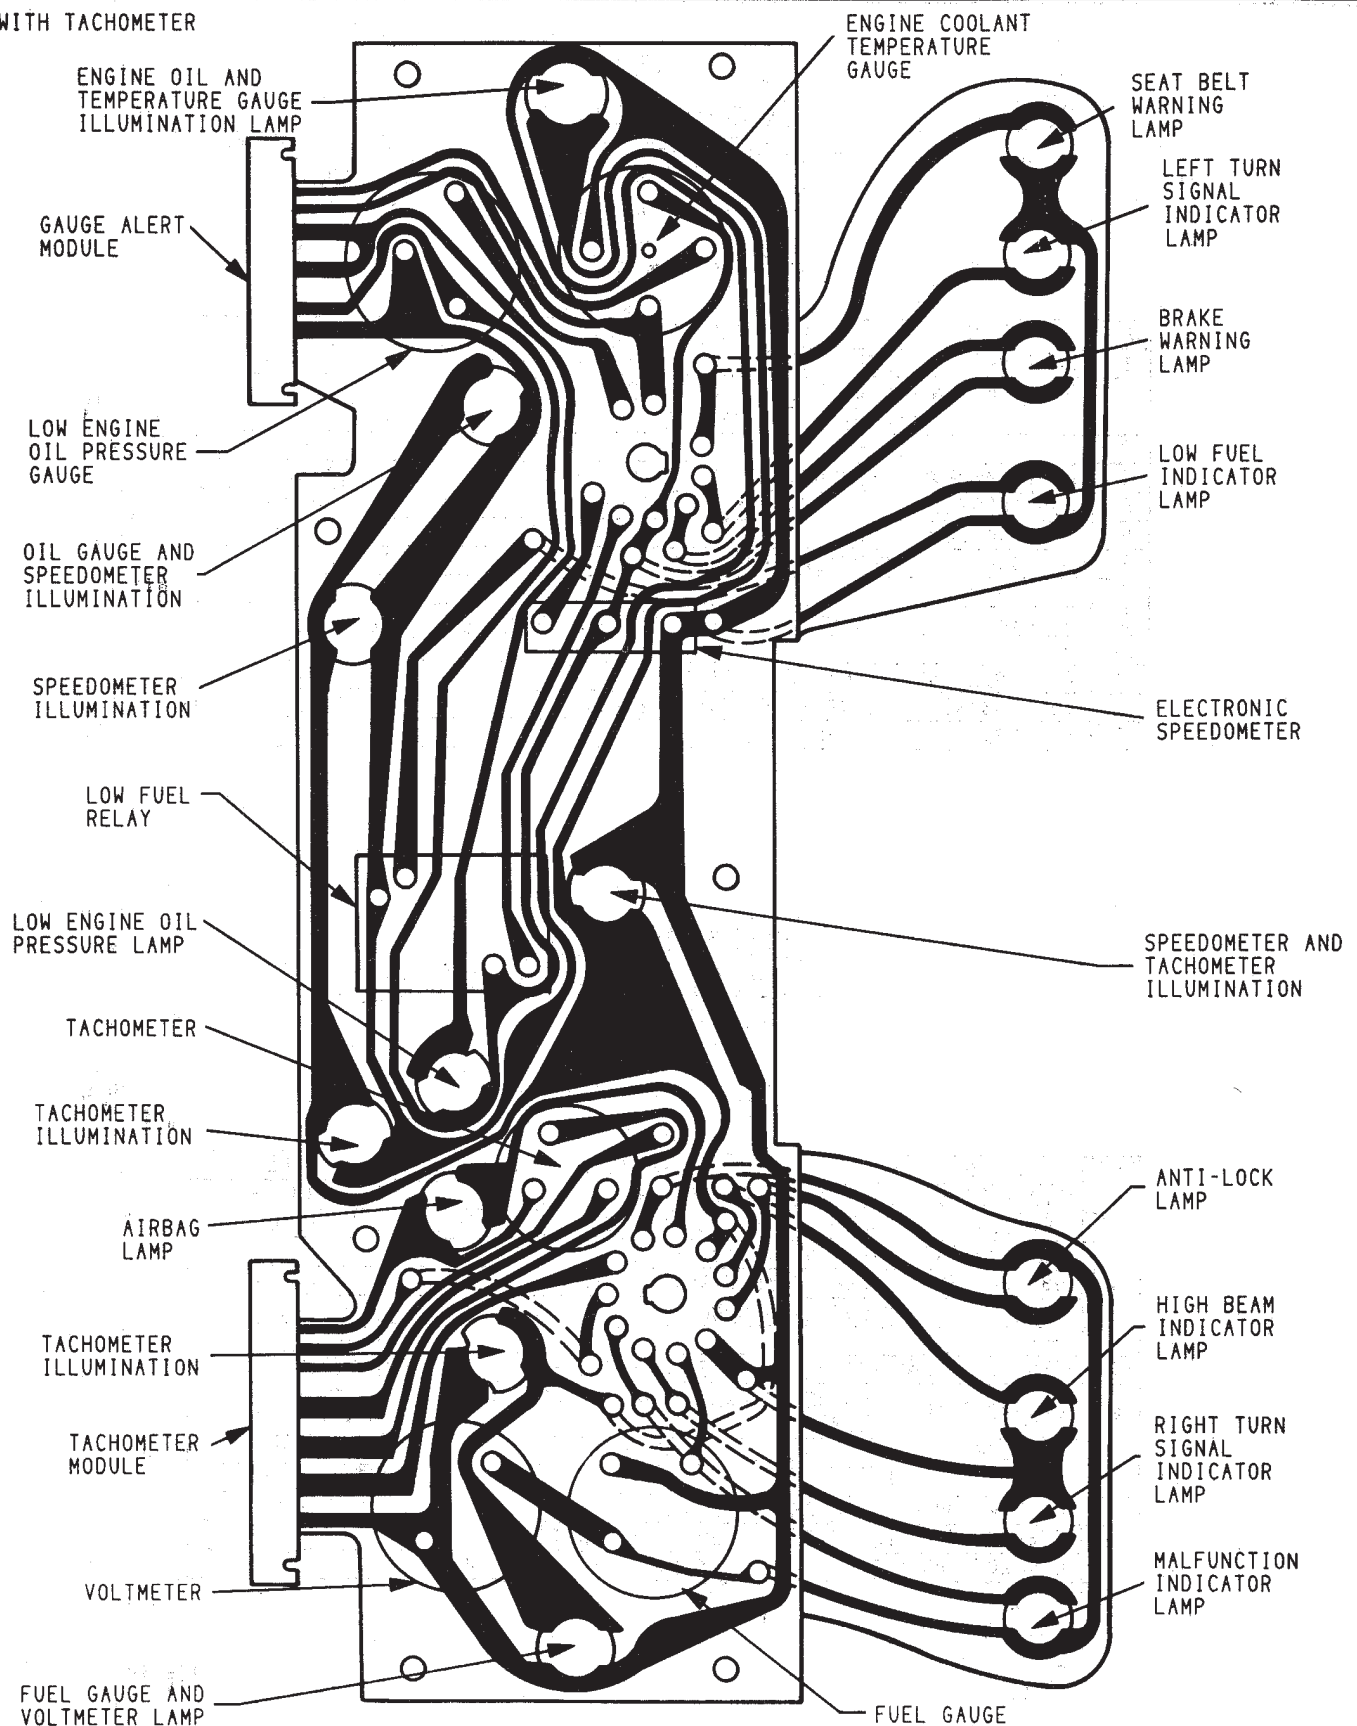 WITH TACHOMETER
ENGINE COOLANT
TEMPERATURE
GAUGE
ENGINE OIL AND
TEMPERATURE GAUGE
ILLUMINATION LAMP
SEAT BELT
WARNING
LAMP
LEFT TURN
SIGNAL
INDICATOR
LAMP
GAUGE ALERT
MODULE
BRAKE
WARNING
LAMP
LOW ENGINE
OIL PRESSURE
GAUGE
LOW FUEL
INDICATOR
LAMP
OIL GAUGE AND
SPEEDOMETER
ILLUMINATION
SPEEDOMETER
ILLUMINATION
ELECTRONIC
SPEEDOMETER
LOW FUEL
RELAY
LOW ENGINE OIL
PRESSURE LAMP
SPEEDOMETER AND
TACHOMETER
ILLUMINATION
TACHOMETER
TACHOMETER
ILLUMINATION
ANTI-LOCK
LAMP
AIRBAG
LAMP
HIGH BEAM
INDICATOR
LAMP
TACHOMETER
ILLUMINATION
RIGHT TURN
SIGNAL
INDICATOR
LAMP
TACHOMETER
MODULE
MALFUNCTION
INDICATOR
LAMP
VOLTMETER
FUEL GAUGE AND
VOLTMETER LAMP
FUEL GAUGE